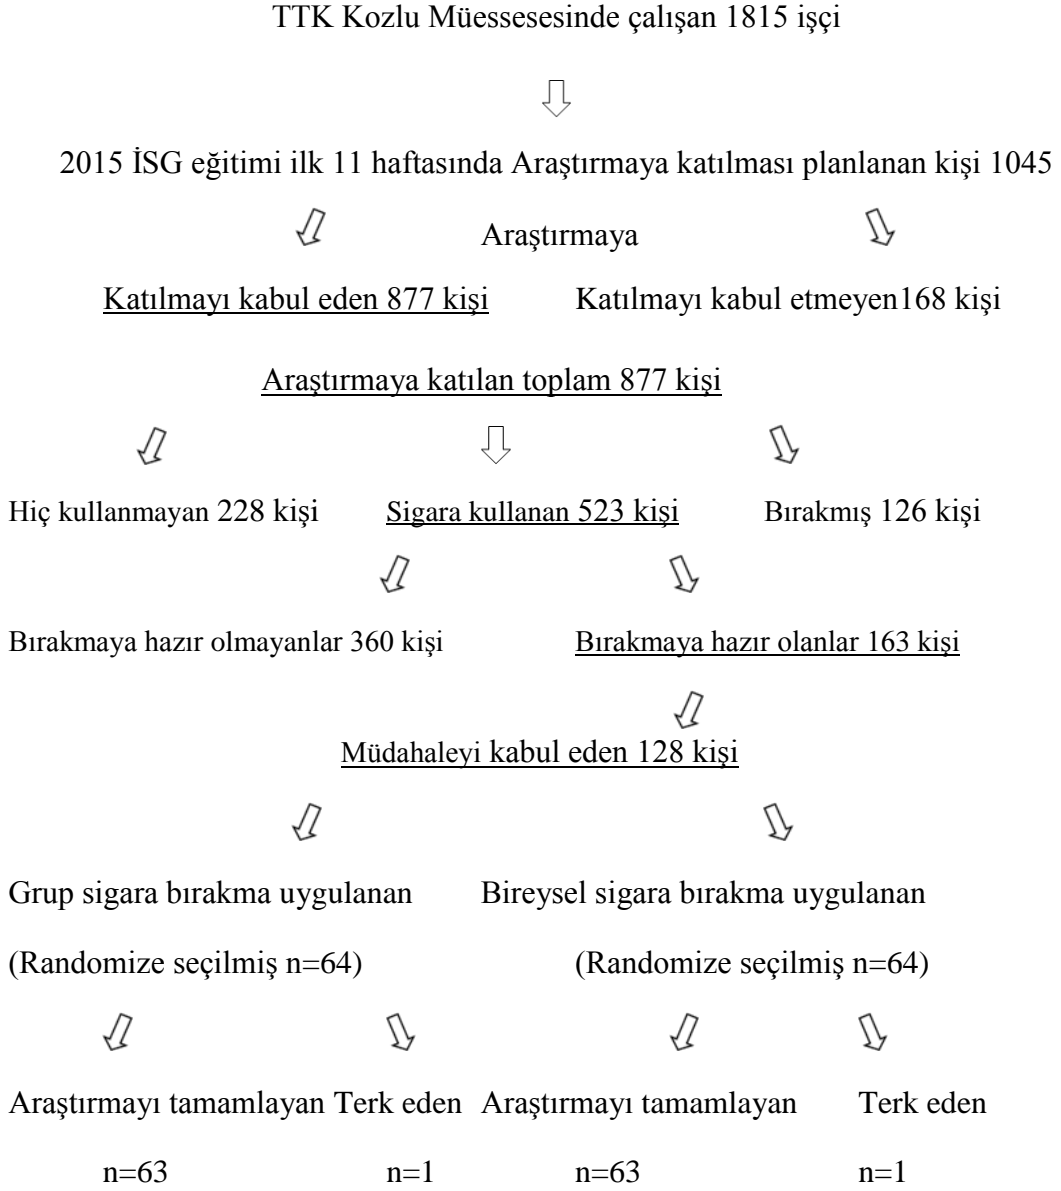 TTK Kozlu Müessesesinde çalışan 1815 işçi
2015 İSG eğitimi ilk 11 haftasında Araştırmaya katılması planlanan kişi 1045
Araştırmaya
Katılmayı kabul eden 877 kişi Katılmayı kabul etmeyen168 kişi
Araştırmaya katılan toplam 877 kişi
Hiç kullanmayan 228 kişi Sigara kullanan 523 kişi Bırakmış 126 kişi
Bırakmaya hazır olmayanlar 360 kişi Bırakmaya hazır olanlar 163 kişi
Müdahaleyi kabul eden 128 kişi
Grup sigara bırakma uygulanan Bireysel sigara bırakma uygulanan
(Randomize seçilmiş n=64) (Randomize seçilmiş n=64)
Araştırmayı tamamlayan Terk eden Araştırmayı tamamlayan Terk eden
n=63 n=1 n=63 n=1